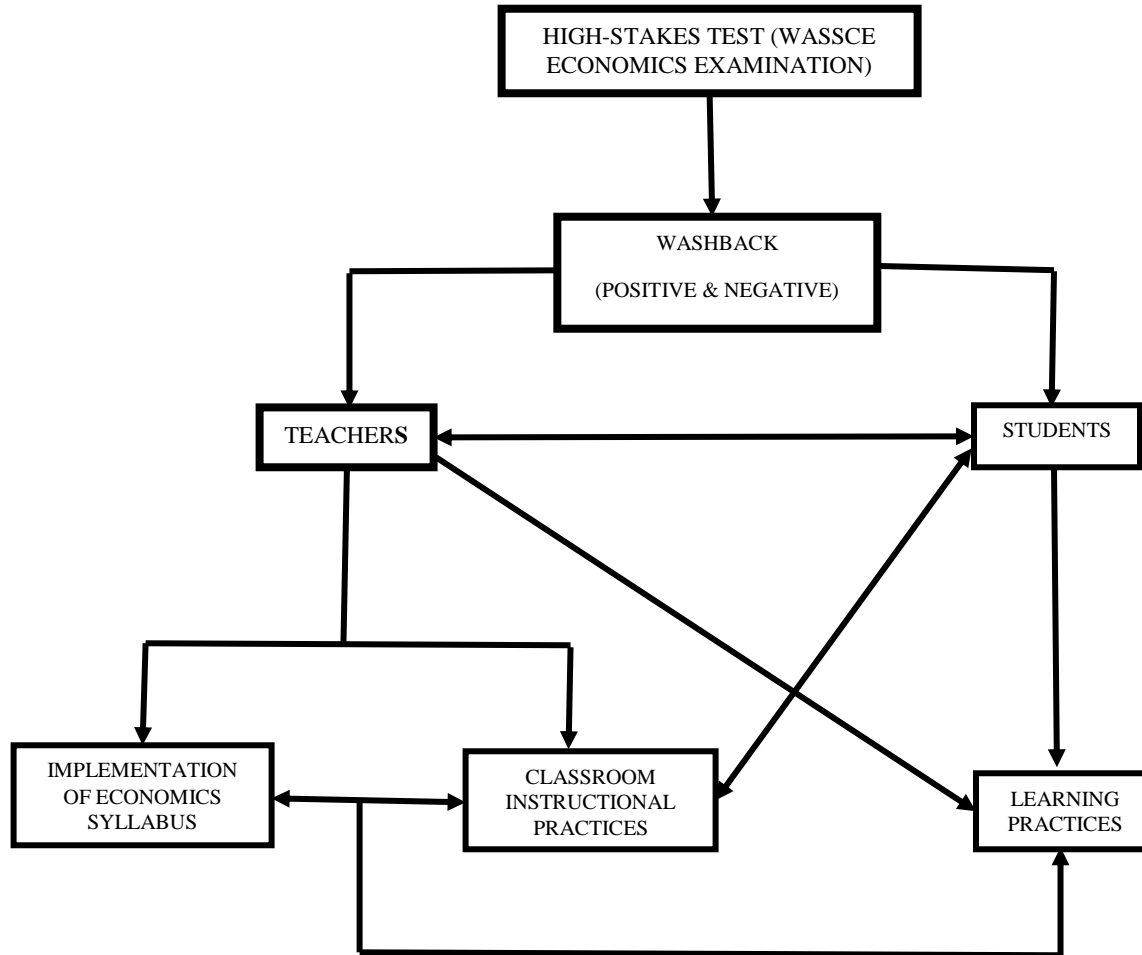 HIGH-STAKES TEST (WASSCE
ECONOMICS EXAMINATION)
WASHBACK
(POSITIVE & NEGATIVE)
TEACHERS
STUDENTS
IMPLEMENTATION
OF ECONOMICS
SYLLABUS
CLASSROOM
INSTRUCTIONAL
PRACTICES
LEARNING
PRACTICES